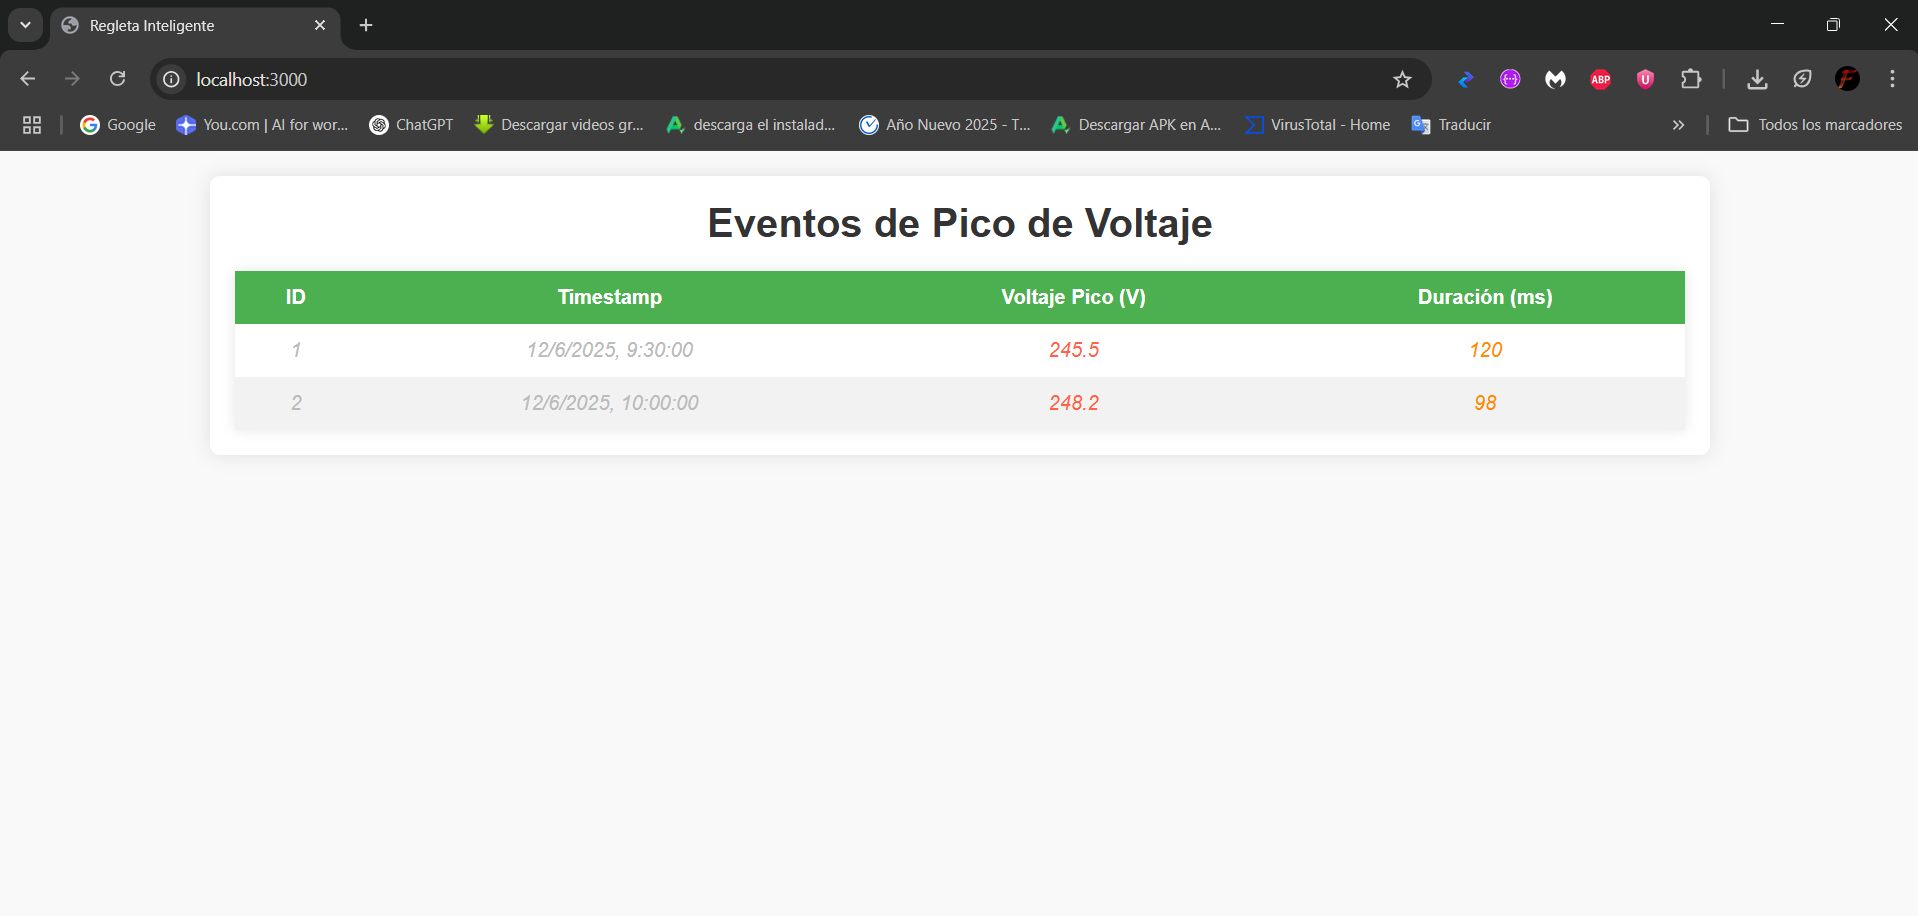 Regleta Inteligente
localhost:3000
ABP
Google
You.com | AI for wor...
ChatGPT
Descargar videos gr...
descarga el instalad...
Año Nuevo 2025 - T...
Descargar APK en A...
VirusTotal - Home
Traducir
Todos los marcadores
Eventos de Pico de Voltaje
ID Timestamp Voltaje Pico (V) Duración (ms)
1 12/6/2025, 9:30:00 245.5 120
2 12/6/2025, 10:00:00 248.2 98